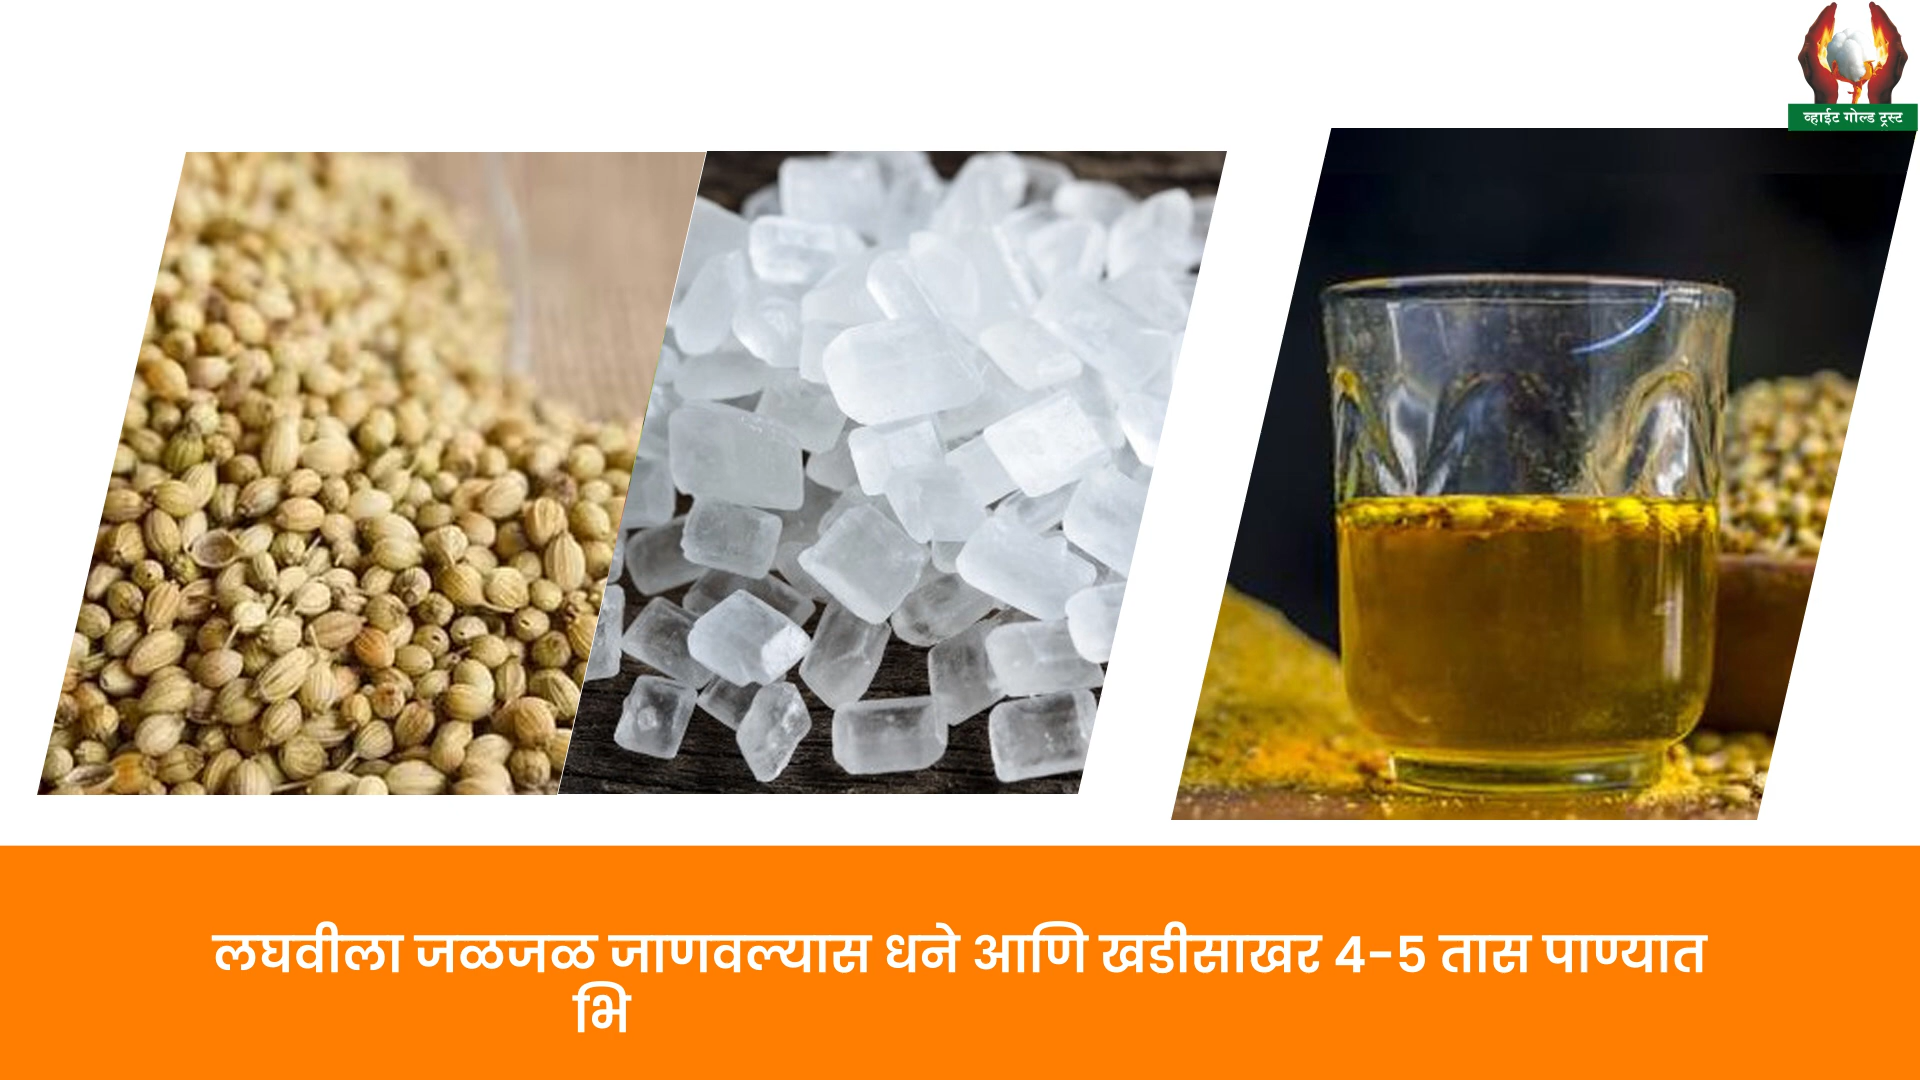 व्हाईट गोल्ड ट्रस्ट
लघवीला जळजळ जाणवल्यास धने आणि खडीसाखर 4-5 तास पाण्यात
भि